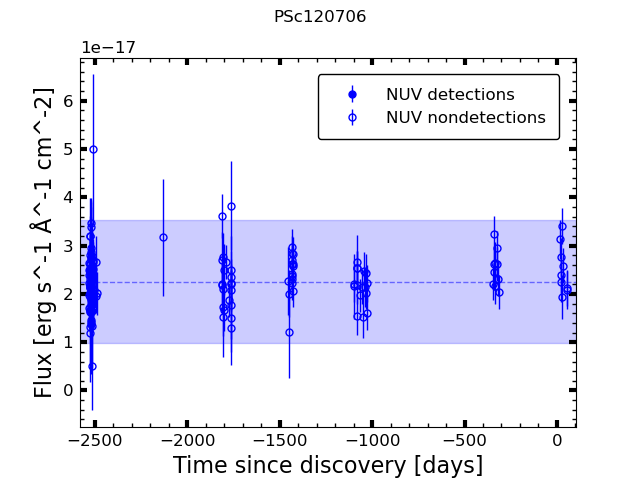 PSc120706
1e−17
NUV detections
NUV nondetections
6
5
4
3
2
1
0
Flux [erg s^-1 Å^-1 cm^-2]
−2500 −2000 −1500 −1000 −500 0
Time since discovery [days]